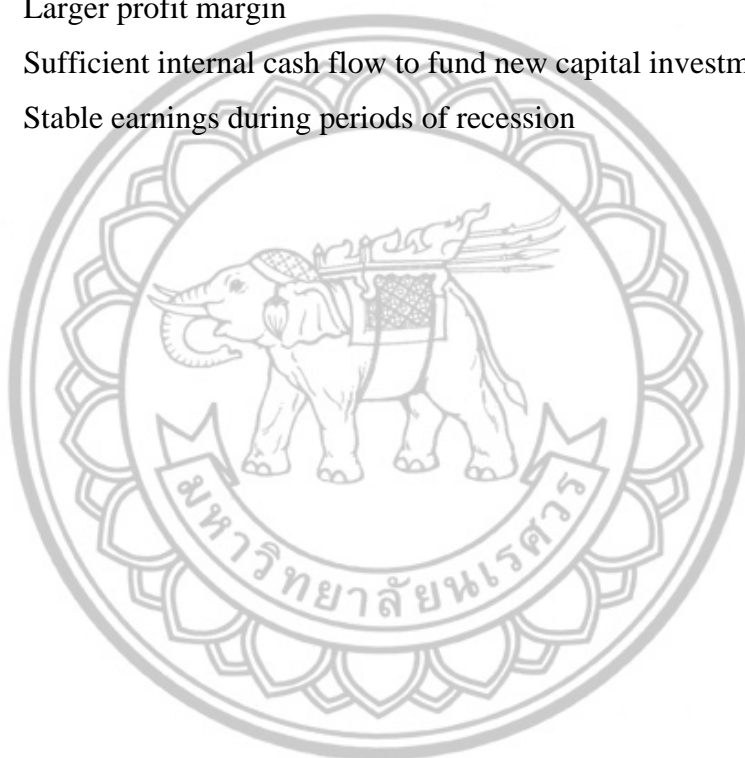 Larger profit margin
Sufficient internal cash flow to fund new capital investm
Stable earnings during periods of recession
มหาวิทยาลัยนเรศวร